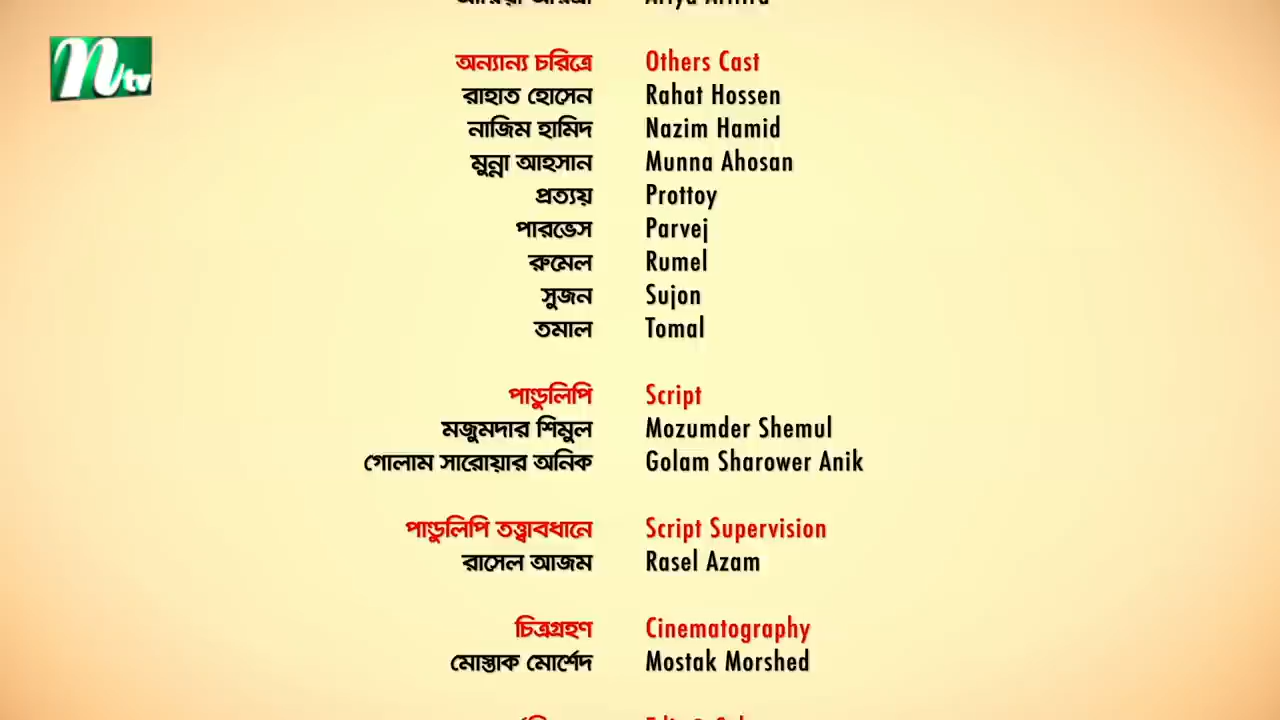 ntv
অন্যান্য চরিত্রে Others Cast
রাহাত হোসেন Rahat Hossen
নাজিম হামিদ Nazim Hamid
মুন্না আহসান Munna Ahosan
প্রত্যয় Prottoy
পারভেস Parvej
রুমেল Rumel
সুজন Sujon
তমাল Tomal
পাণ্ডুলিপি Script
মজুমদার শিমুল Mozumder Shemul
গোলাম সারোয়ার অনিক Golam Sharower Anik
পাণ্ডুলিপি তত্ত্বাবধানে Script Supervision
রাসেল আজম Rasel Azam
চিত্রগ্রহণ Cinematography
মোস্তাক মোর্শেদ Mostak Morshed